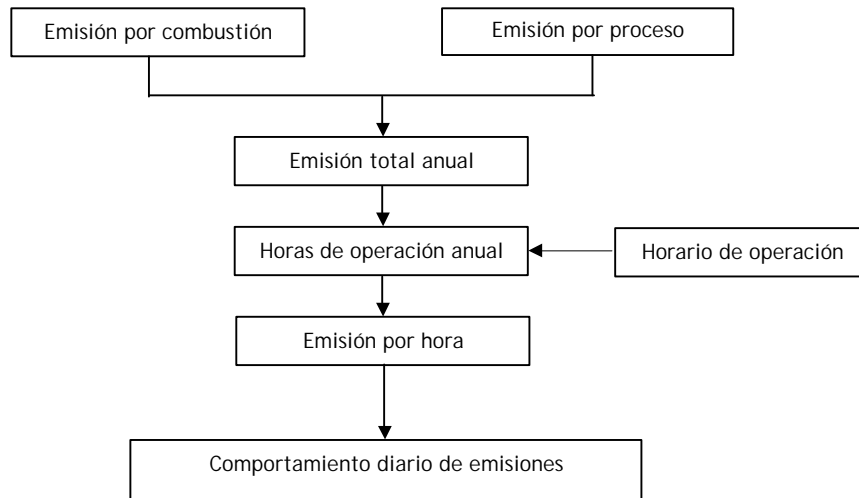 Emisión por combustión
Emisión por proceso
Emisión total anual
Horas de operación anual
Horario de operación
Emisión por hora
Comportamiento diario de emisiones